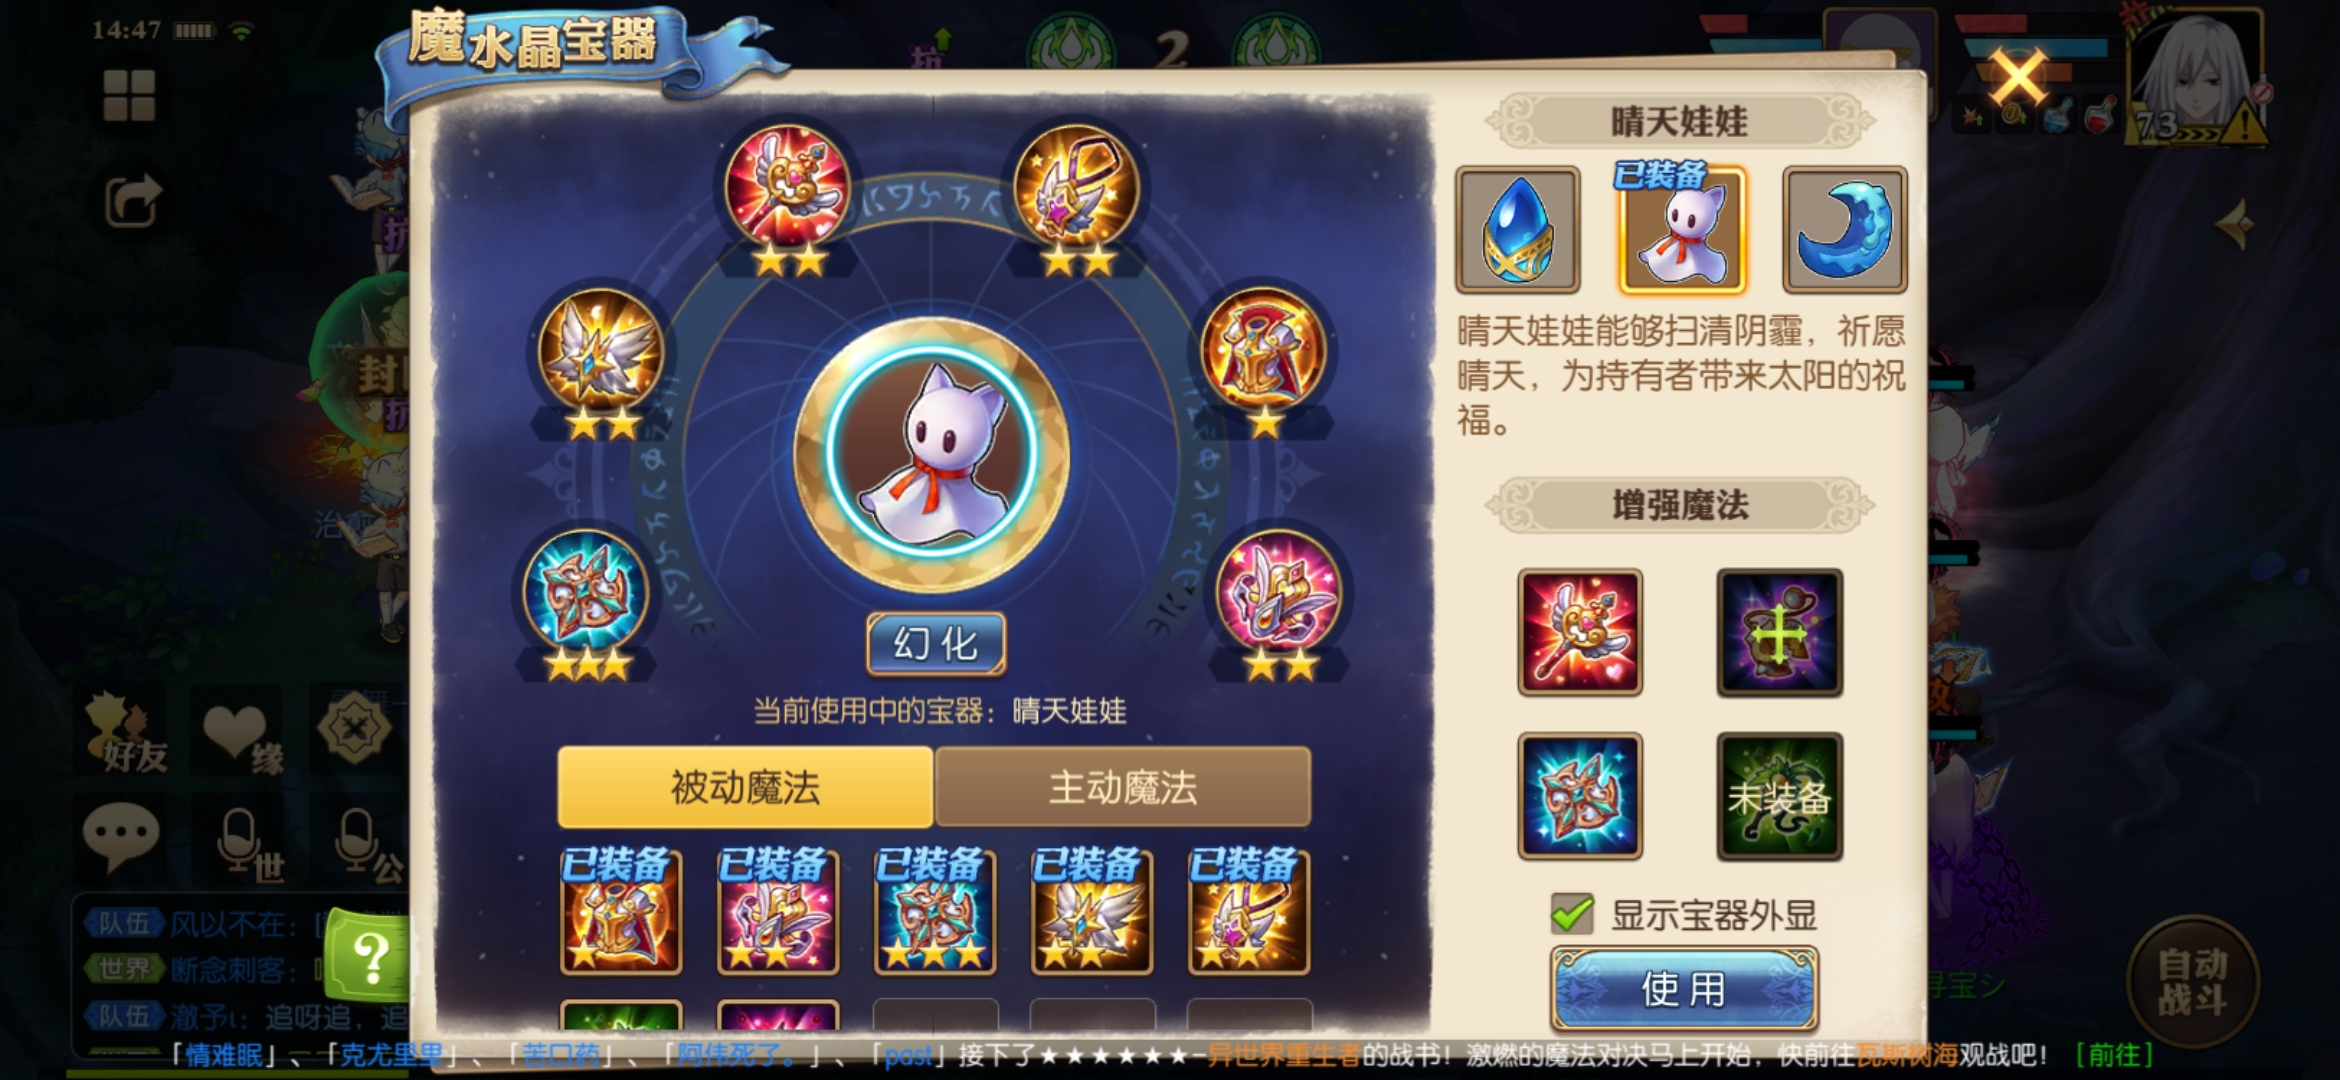 14:47
魔水晶宝器
抗
2
73
晴天娃娃
已装备
晴天娃娃能够扫清阴霾，祈愿
晴天，为持有者带来太阳的祝
福。
增强魔法
未装备
幻化
当前使用中的宝器：晴天娃娃
被动魔法
主动魔法
已装备
已装备
已装备
已装备
已装备
显示宝器外显
使用
好友
缘
世
公
队伍 风以不在：
世界 断念刺客：
队伍 澈予ι：追呀追，追
?
自动
战斗
「情难眠」、「克尤里里」、「苦口药」、「阿伟死了。」、「past」接下了★★★★★★-异世界重生者的战书！激燃的魔法对决马上开始，快前往瓦斯树海观战吧！［前往］